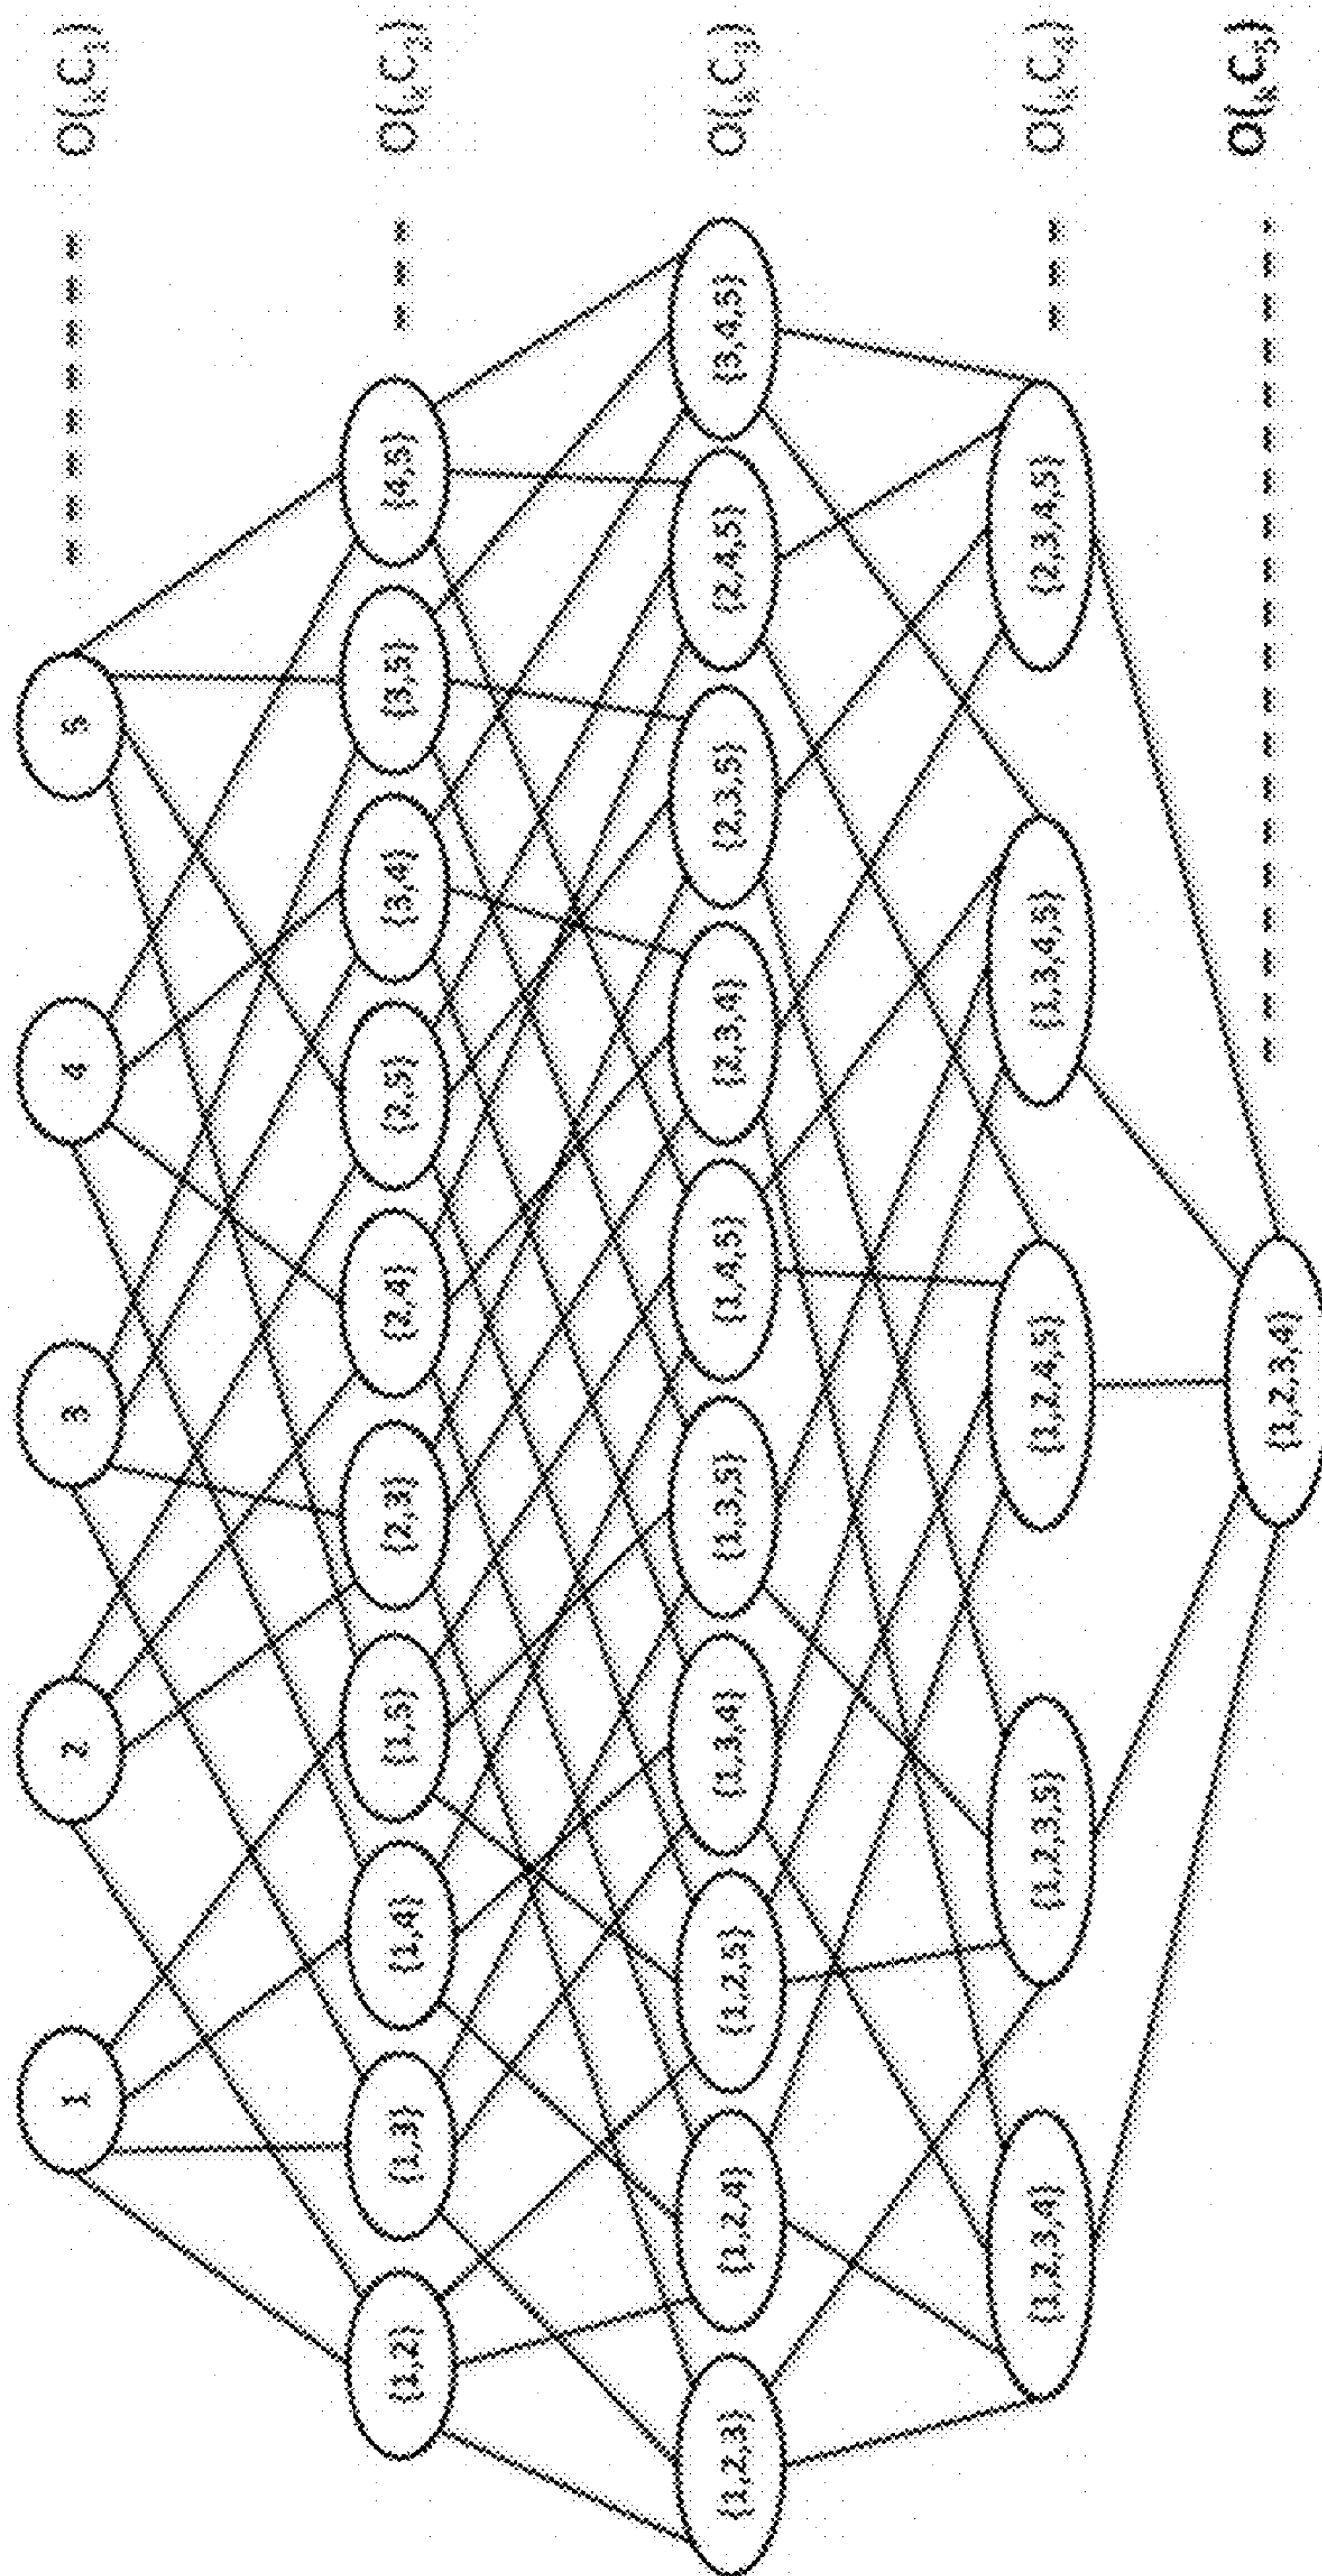 1 2 3 4 5
{1,2} {1,3} {1,4} {1,5} {2,3} {2,4} {2,5} {3,4} {3,5} {4,5}
{1,2,3} {1,2,4} {1,2,5} {1,3,4} {1,3,5} {1,4,5} {2,3,4} {2,3,5} {2,4,5} {3,4,5}
{1,2,3,4} {1,2,3,5} {1,2,4,5} {1,3,4,5} {2,3,4,5}
{1,2,3,4}